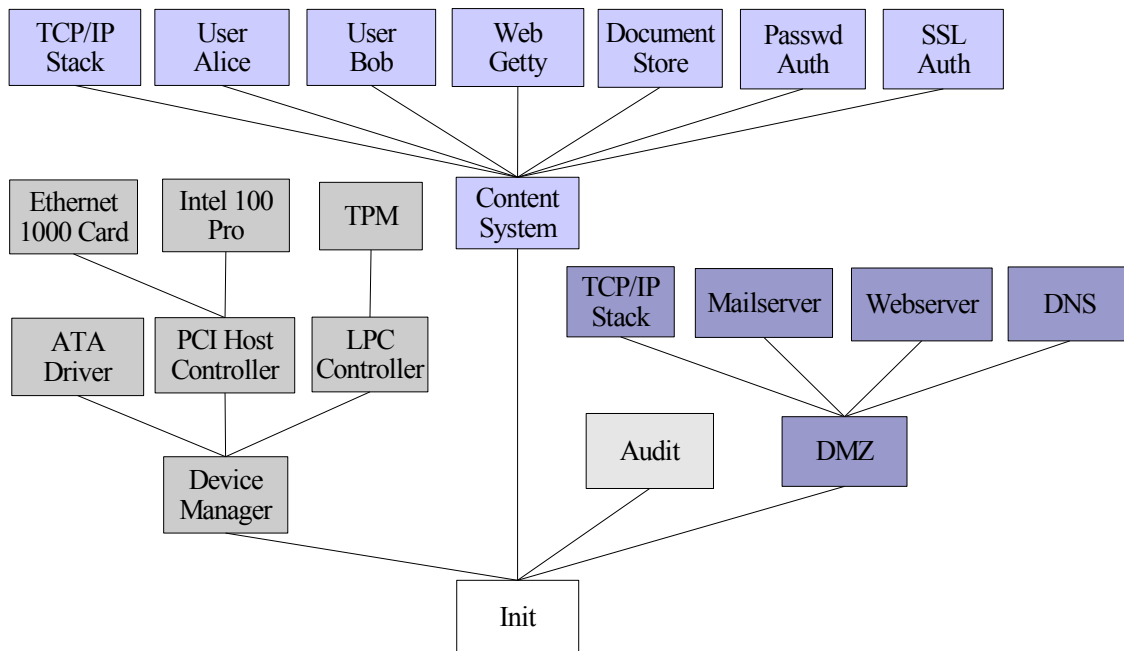 TCP/IP
Stack
User
Alice
User
Bob
Web
Getty
Document
Store
Passwd
Auth
SSL
Auth
Ethernet
1000 Card
Intel 100
Pro
TPM
Content
System
TCP/IP
Stack
Mailserver
Webserver
DNS
ATA
Driver
PCI Host
Controller
LPC
Controller
Audit
DMZ
Device
Manager
Init